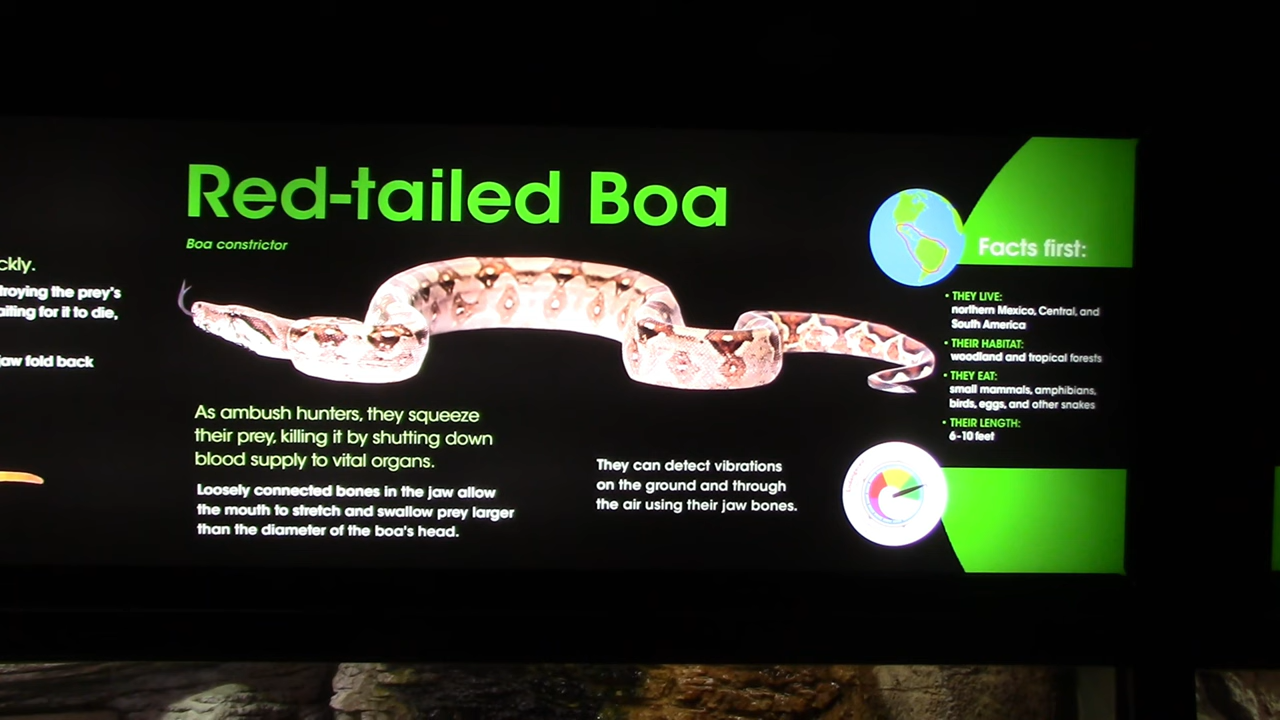 ckly.
troying the prey's
aiting for it to die,
jaw fold back
Red-tailed Boa
Boa constrictor
As ambush hunters, they squeeze
their prey, killing it by shutting down
blood supply to vital organs.
Loosely connected bones in the jaw allow
the mouth to stretch and swallow prey larger
than the diameter of the boa's head.
They can detect vibrations
on the ground and through
the air using their jaw bones.
Facts first:
• THEY LIVE:
northern Mexico, Central, and
South America
• THEIR HABITAT:
woodland and tropical forests
• THEY EAT:
small mammals, amphibians,
birds, eggs, and other snakes
• THEIR LENGTH:
6-10 feet